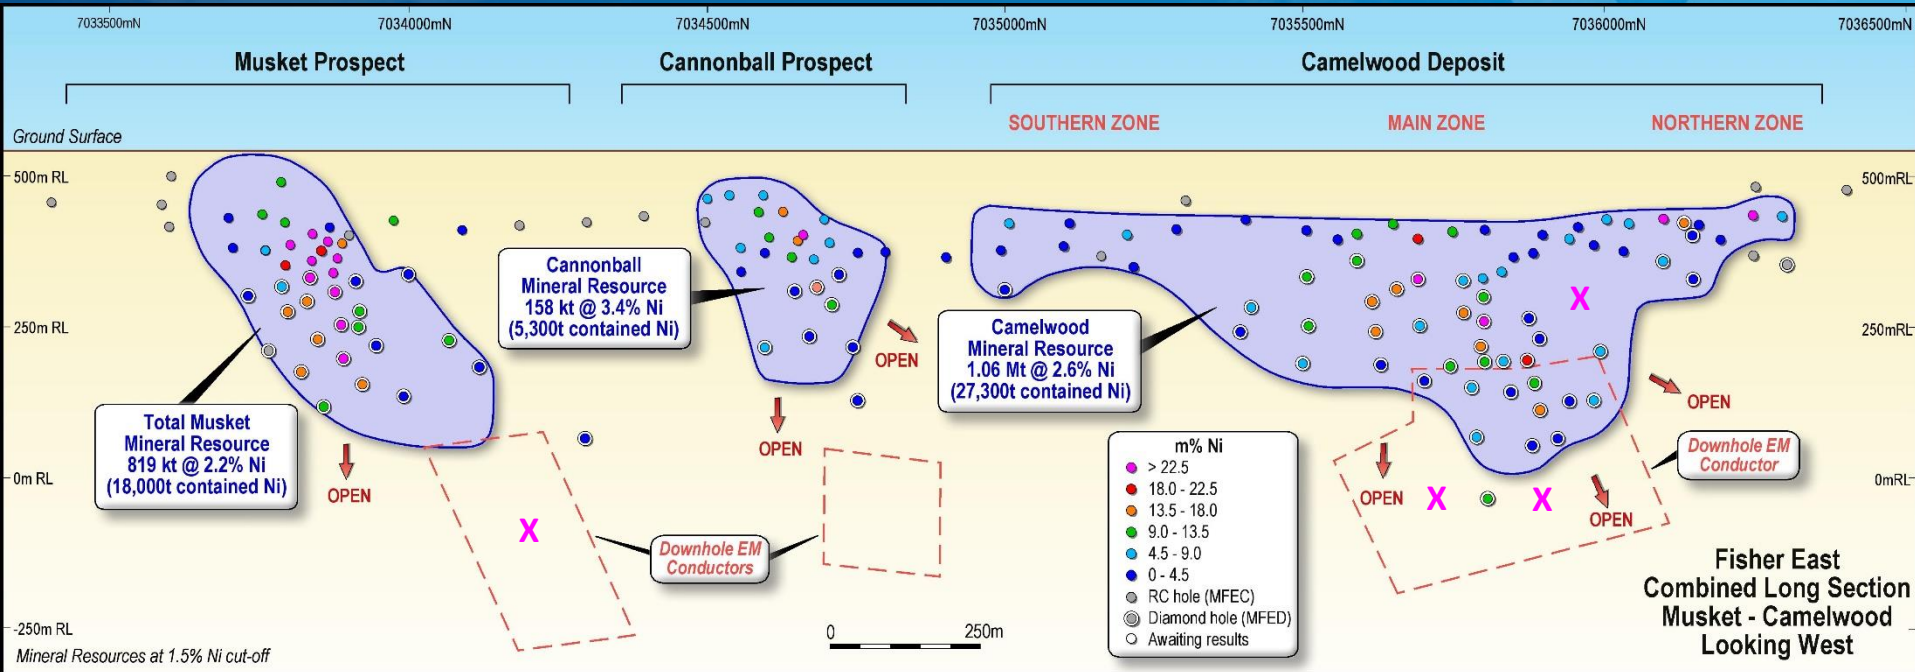 7033500mN
7034000mN
7034500mN
7035000mN
7035500mN
7036000mN
7036500mN
Musket Prospect
Cannonball Prospect
Camelwood Deposit
SOUTHERN ZONE
MAIN ZONE
NORTHERN ZONE
Ground Surface
500m RL
500mRL
250m RL
250mRL
0m RL
0mRL
-250m RL
Cannonball
Mineral Resource
158 kt @ 3.4% Ni
(5,300t contained Ni)
Camelwood
Mineral Resource
1.06 Mt @ 2.6% Ni
(27,300t contained Ni)
Total Musket
Mineral Resource
819 kt @ 2.2% Ni
(18,000t contained Ni)
OPEN
OPEN
OPEN
OPEN
OPEN
OPEN
X
X
X
X
Downhole EM
Conductor
Downhole EM
Conductors
m% Ni
> 22.5
18.0 - 22.5
13.5 - 18.0
9.0 - 13.5
4.5 - 9.0
0 - 4.5
RC hole (MFEC)
Diamond hole (MFED)
Awaiting results
0
250m
Fisher East
Combined Long Section
Musket - Camelwood
Looking West
Mineral Resources at 1.5% Ni cut-off